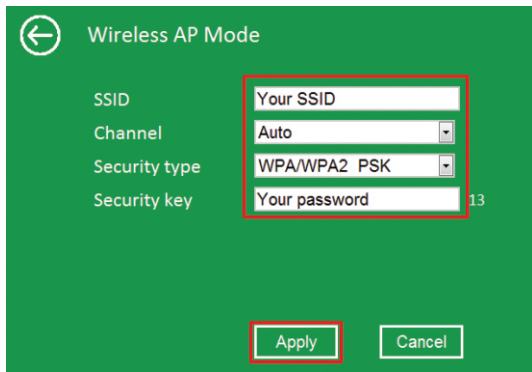 Wireless AP Mode
SSID Your SSID
Channel Auto
Security type WPA/WPA2 PSK
Security key Your password 13
Apply Cancel